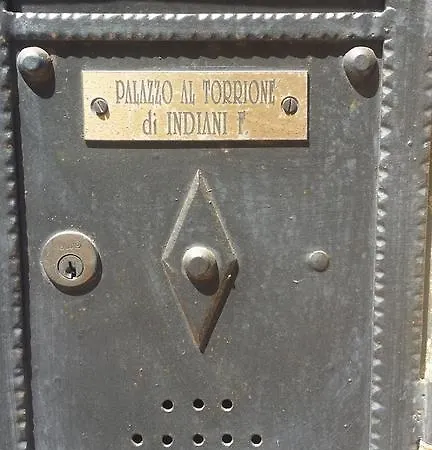 PALAZZO AL TORRIONE
di INDIANI F.